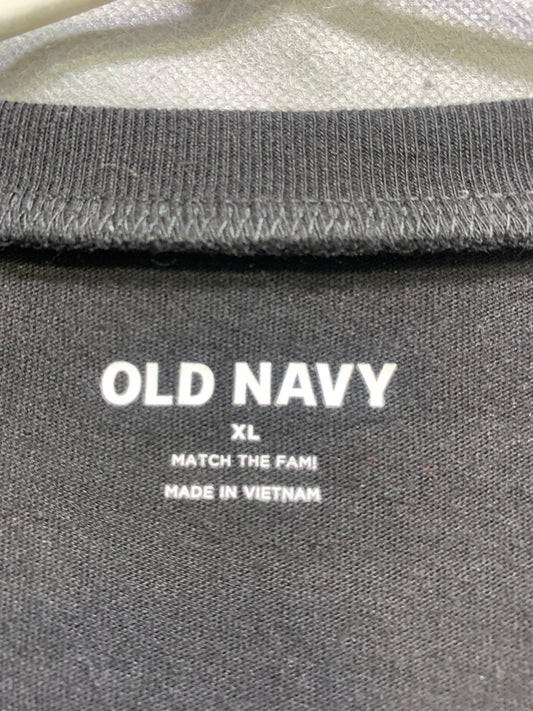 OLD NAVY
XL
MATCH THE FAM!
MADE IN VIETNAM